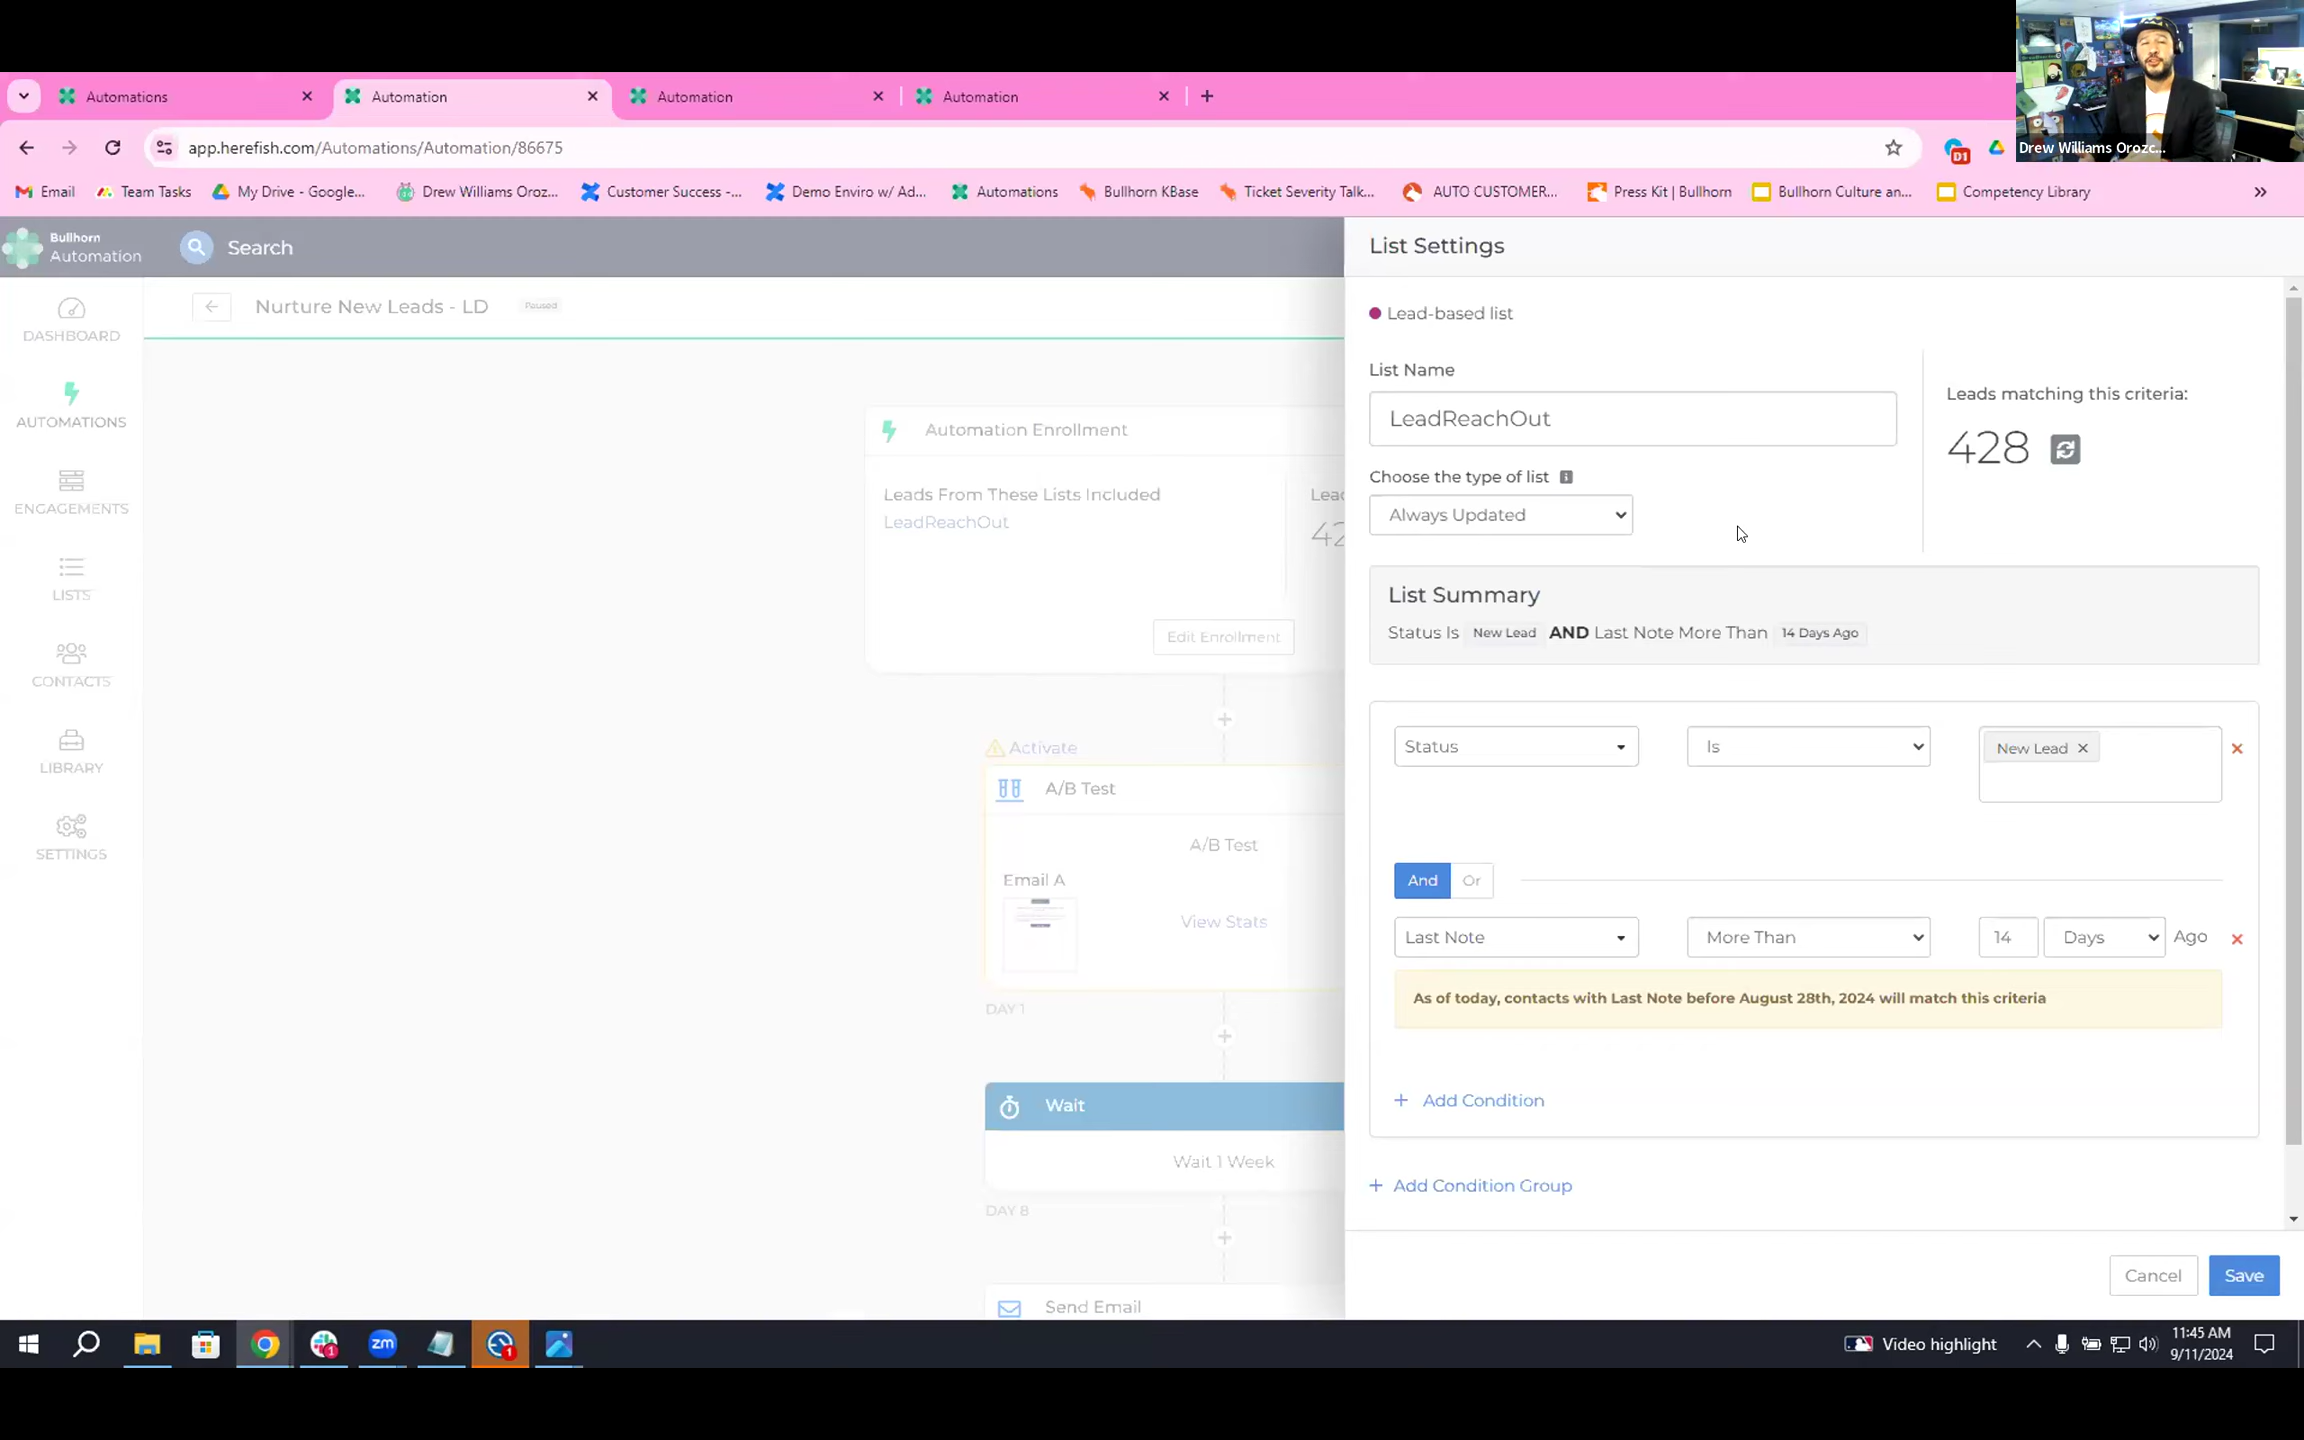 Drew Williams Orozc...
Automations
Automation
Automation
Automation
app.herefish.com/Automations/Automation/86675
D1
Email
Team Tasks
My Drive - Google...
Drew Williams Oroz...
Customer Success -...
Demo Enviro w/ Ad...
Automations
Bullhorn KBase
Ticket Severity Talk...
AUTO CUSTOMER...
Press Kit | Bullhorn
Bullhorn Culture an...
Competency Library
Bullhorn
Automation
Search
DASHBOARD
AUTOMATIONS
ENGAGEMENTS
LISTS
CONTACTS
LIBRARY
SETTINGS
Nurture New Leads - LD Paused
Automation Enrollment
Leads From These Lists Included
LeadReachOut
Lead
42
Edit Enrollment
Activate
A/B Test
A/B Test
Email A
View Stats
DAY 1
Wait
Wait 1 Week
DAY 8
Send Email
List Settings
Lead-based list
List Name
LeadReachOut
Choose the type of list
Always Updated
Leads matching this criteria:
428
List Summary
Status Is New Lead AND Last Note More Than 14 Days Ago
Status Is New Lead
And Or
Last Note More Than 14 Days Ago
As of today, contacts with Last Note before August 28th, 2024 will match this criteria
+ Add Condition
+ Add Condition Group
Cancel Save
1
zm
1
Video highlight
11:45 AM
9/11/2024